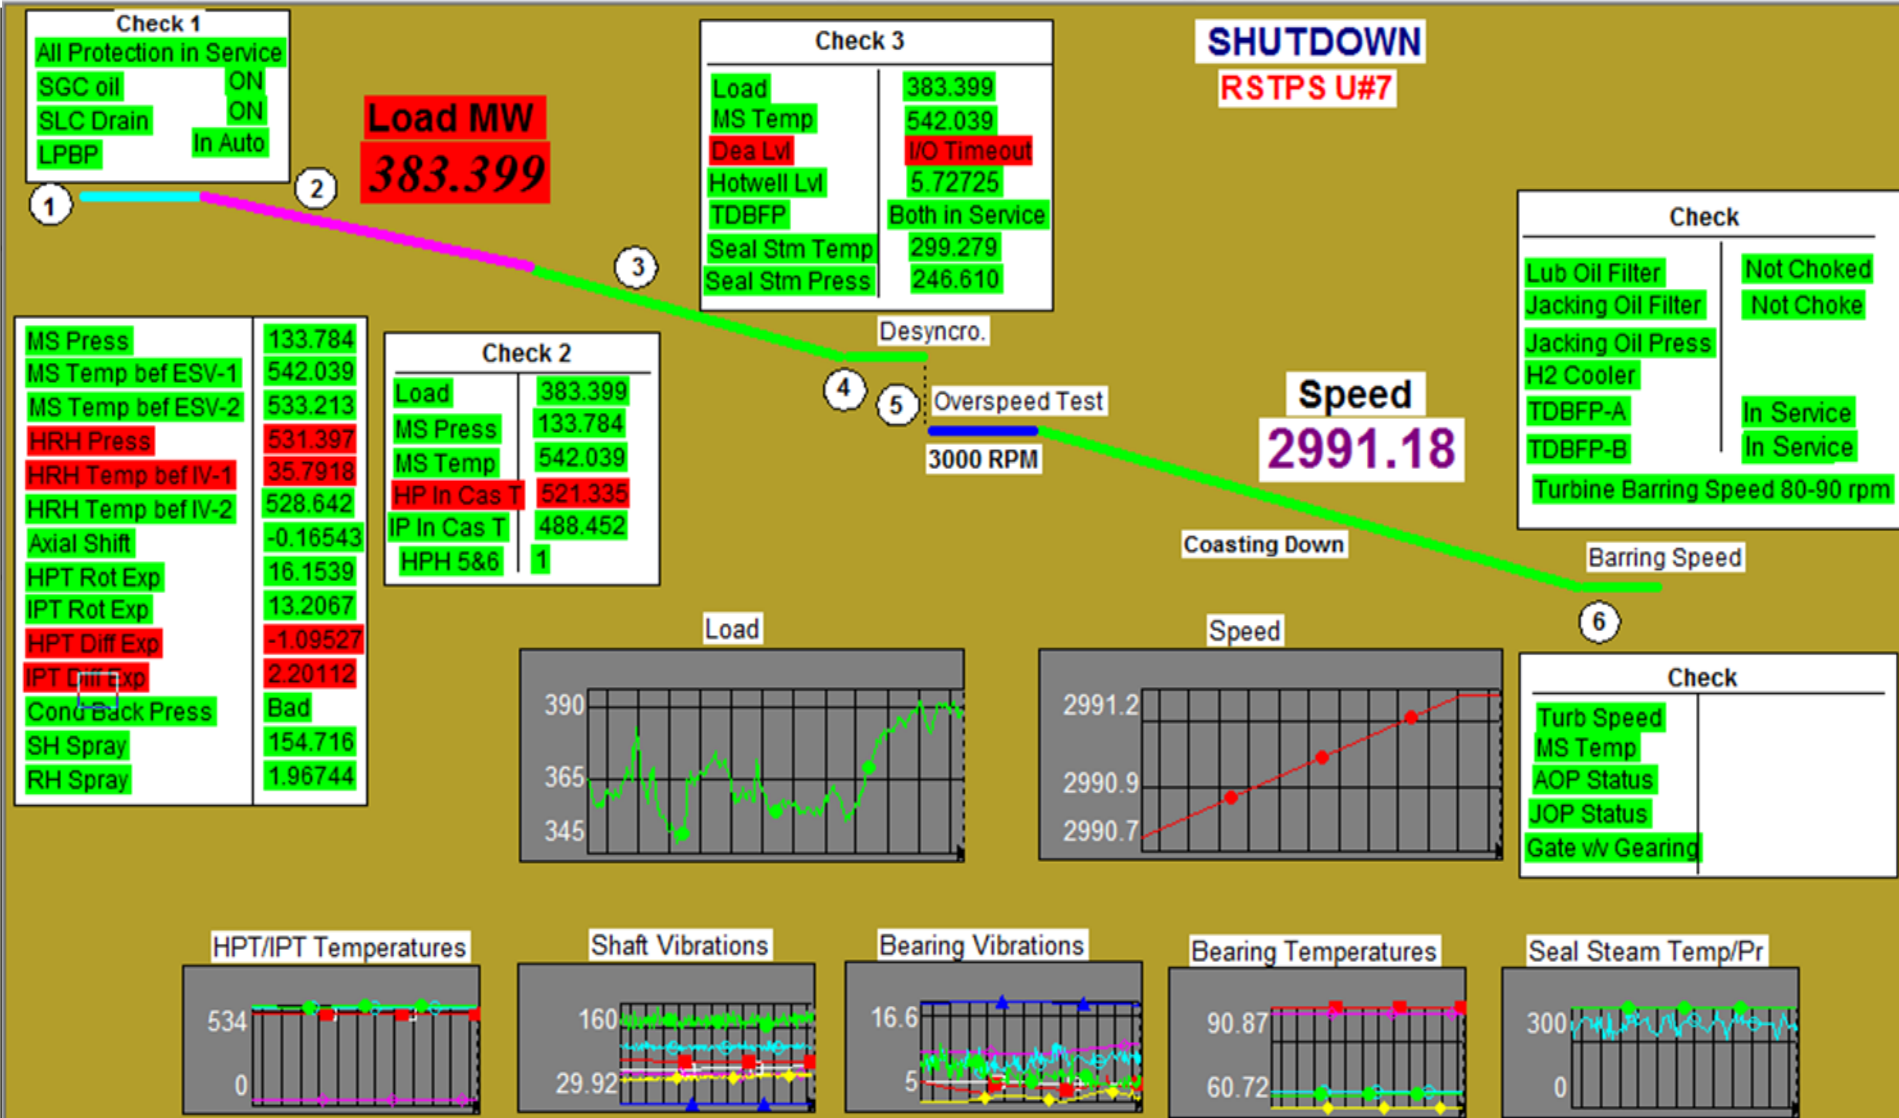 Check 1
All Protection in Service
SGC oil ON
SLC Drain ON
LPBP In Auto
Load MW
383.399
Check 3
Load 383.399
MS Temp 542.039
Dea Lvl I/O Timeout
Hotwell Lvl 5.72725
TDBFP Both in Service
Seal Stm Temp 299.279
Seal Stm Press 246.610
SHUTDOWN
RSTPS U#7
1
2
3
Desyncro.
4
5
Overspeed Test
3000 RPM
Speed
2991.18
Coasting Down
Barring Speed
6
MS Press 133.784
MS Temp bef ESV-1 542.039
MS Temp bef ESV-2 533.213
HRH Press 531.397
HRH Temp bef IV-1 35.7918
HRH Temp bef IV-2 528.642
Axial Shift -0.16543
HPT Rot Exp 16.1539
IPT Rot Exp 13.2067
HPT Diff Exp -1.09527
IPT Diff Exp 2.20112
Cond Back Press Bad
SH Spray 154.716
RH Spray 1.96744
Check 2
Load 383.399
MS Press 133.784
MS Temp 542.039
HP In Cas T 521.335
IP In Cas T 488.452
HPH 5&6 1
Check
Lub Oil Filter Not Choked
Jacking Oil Filter Not Choke
Jacking Oil Press
H2 Cooler
TDBFP-A In Service
TDBFP-B In Service
Turbine Barring Speed 80-90 rpm
Load
390
365
345
Speed
2991.2
2990.9
2990.7
Check
Turb Speed
MS Temp
AOP Status
JOP Status
Gate v/v Gearing
HPT/IPT Temperatures
534
0
Shaft Vibrations
160
29.92
Bearing Vibrations
16.6
5
Bearing Temperatures
90.87
60.72
Seal Steam Temp/Pr
300
0